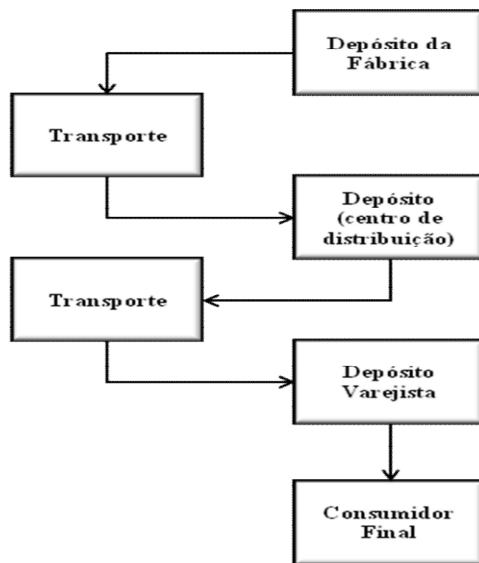 Depósito da
Fábrica
Transporte
Depósito
(centro de
distribuição)
Transporte
Depósito
Varejista
Consumidor
Final